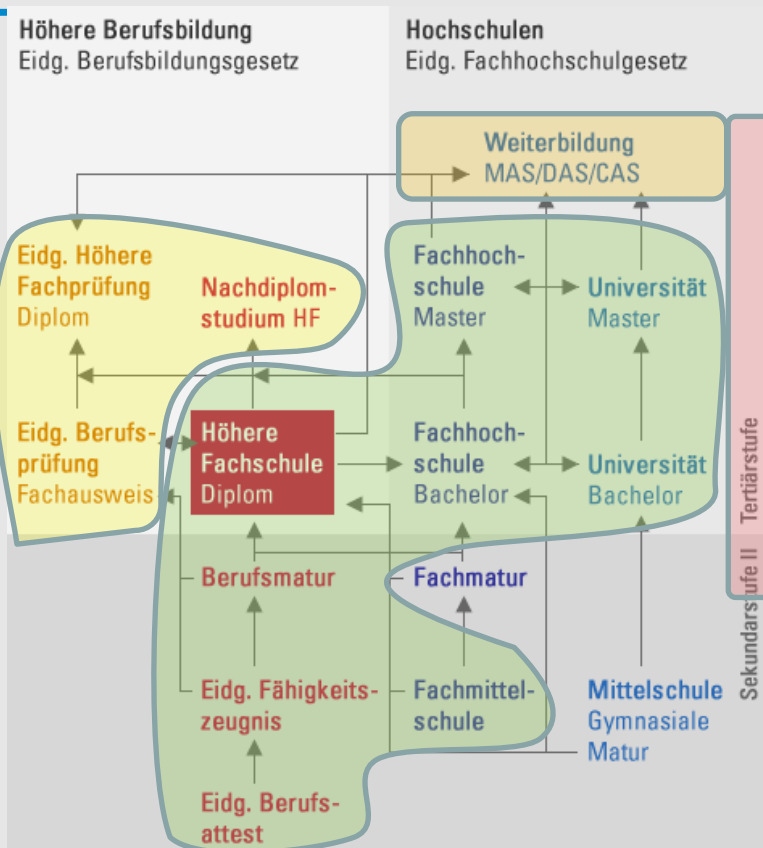 Höhere Berufsbildung
Eidg. Berufsbildungsgesetz
Hochschulen
Eidg. Fachhochschulgesetz
Weiterbildung
MAS/DAS/CAS
Eidg. Höhere
Fachprüfung
Diplom
Nachdiplom-
studium HF
Fachhoch-
schule
Master
Universität
Master
Eidg. Berufs-
prüfung
Fachausweis
Höhere
Fachschule
Diplom
Fachhoch-
schule
Bachelor
Universität
Bachelor
Tertiärstufe
Berufsmatur
Fachmatur
Eidg. Fähigkeits-
zeugnis
Fachmittel-
schule
Mittelschule
Gymnasiale
Matur
Eidg. Berufs-
attest
Sekundarstufe II